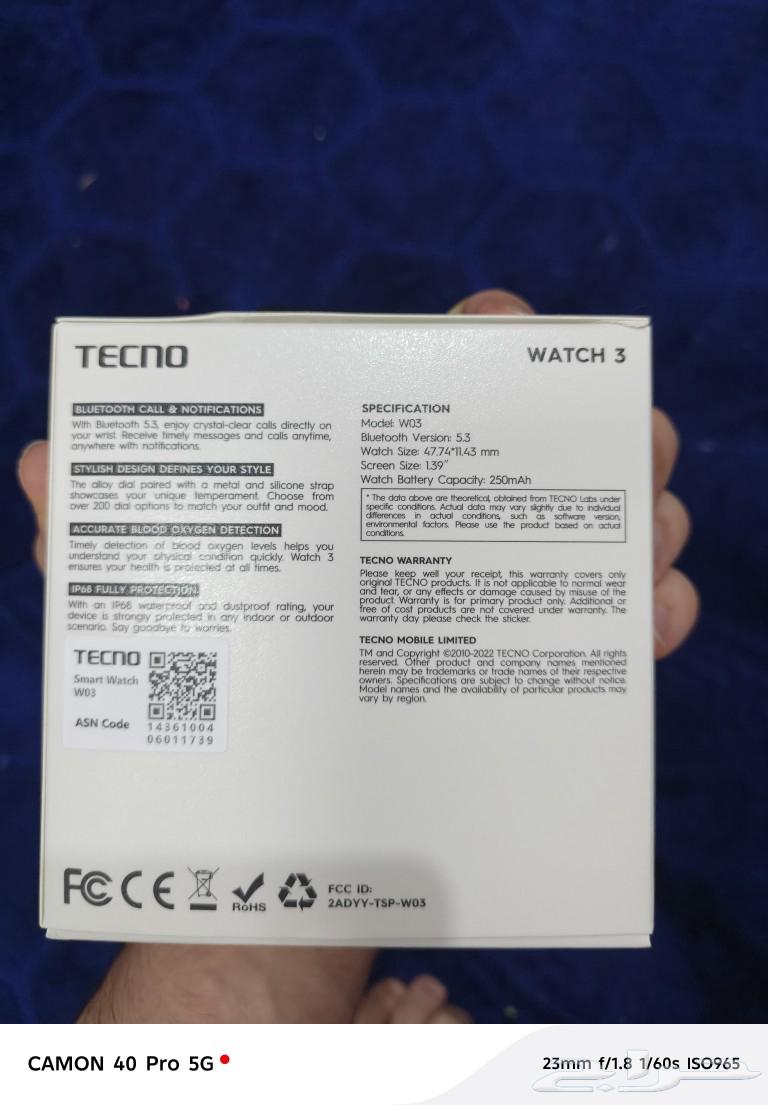 TECNO
WATCH 3
BLUETOOTH CALL & NOTIFICATIONS
With Bluetooth 5.3, enjoy crystal-clear calls directly on
your wrist. Receive timely messages and calls anytime,
anywhere with notifications.
STYLISH DESIGN DEFINES YOUR STYLE
The alloy dial paired with a metal and silicone strap
showcases your unique temperament. Choose from
over 200 dial options to match your outfit and mood.
ACCURATE BLOOD OXYGEN DETECTION
Timely detection of blood oxygen levels helps you
understand your physical condition quickly. Watch 3
ensures your health is protected at all times.
IP68 FULLY PROTECTION
With an IP68 waterproof and dustproof rating, your
device is strongly protected in any indoor or outdoor
scenario. Say goodbye to worries.
TECNO
Smart Watch
W03
ASN Code
14361004
06011739
SPECIFICATION
Model: W03
Bluetooth Version: 5.3
Watch Size: 47.74*11.43 mm
Screen Size: 1.39"
Watch Battery Capacity: 250mAh
* The data above are theoretical, obtained from TECNO Labs under
specific conditions. Actual data may vary slightly due to individual
differences in actual conditions, such as software version,
environmental factors. Please use the product based on actual
conditions.
TECNO WARRANTY
Please keep well your receipt, this warranty covers only
original TECNO products. It is not applicable to normal wear
and tear, or any effects or damage caused by misuse of the
product. Warranty is for primary product only. Additional or
free of cost products are not covered under warranty. The
warranty day please check the sticker.
TECNO MOBILE LIMITED
TM and Copyright ©2010-2022 TECNO Corporation. All rights
reserved. Other product and company names mentioned
herein may be trademarks or trade names of their respective
owners. Specifications are subject to change without notice.
Model names and the availability of particular products may
vary by region.
FC CE
RoHS
FCC ID:
2ADYY-TSP-W03
CAMON 40 Pro 5G
23mm f/1.8 1/60s ISO965
حراج